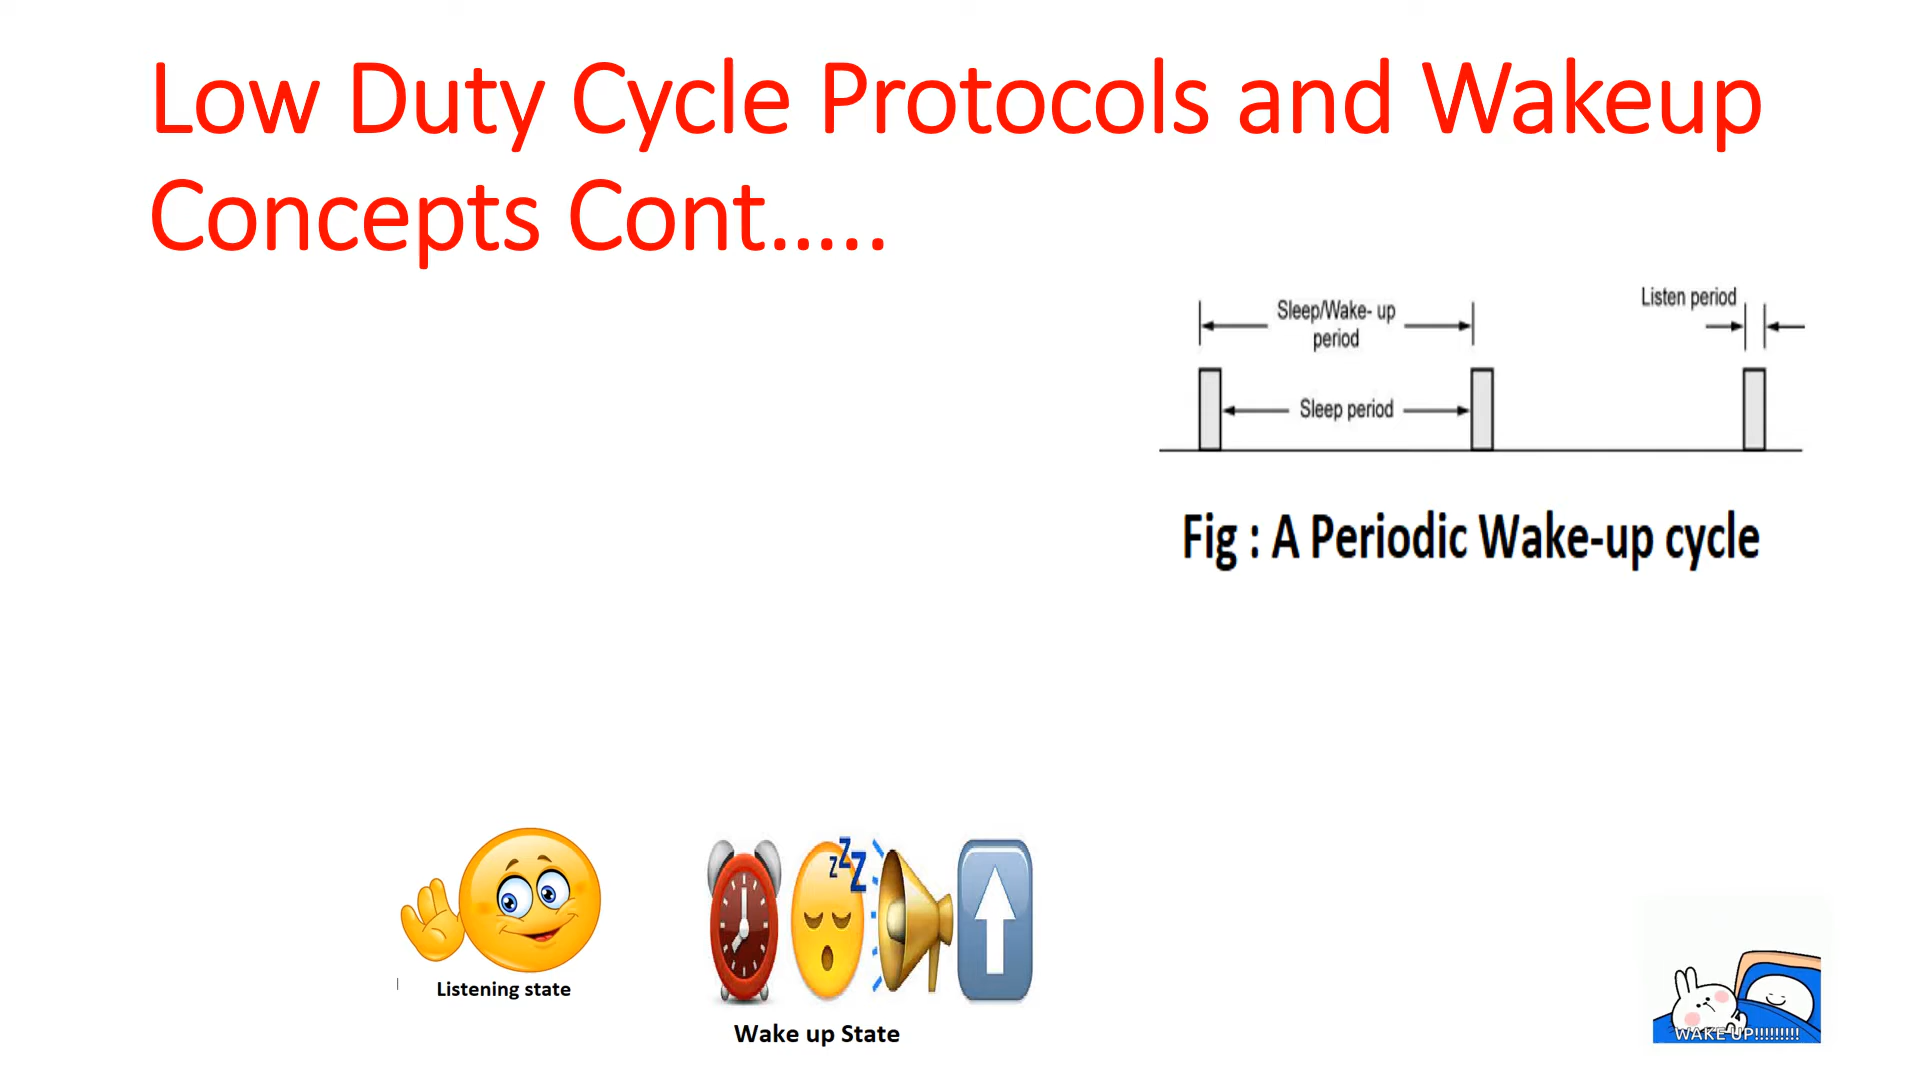 Low Duty Cycle Protocols and Wakeup
Concepts Cont.....
Sleep/Wake- up
period
Listen period
Sleep period
Fig : A Periodic Wake-up cycle
zzZ
Listening state
Wake up State
WAKE UP!!!!!!!!!